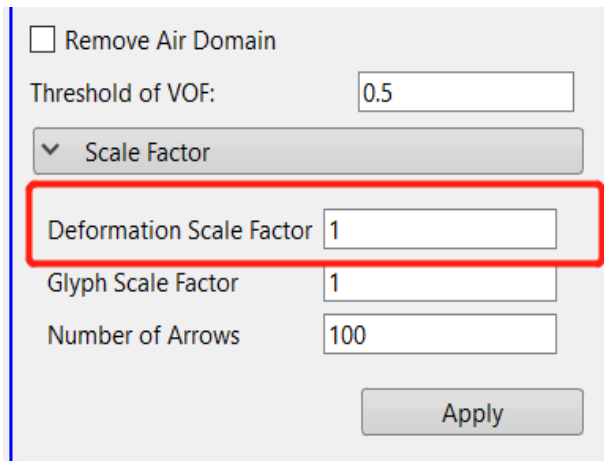 Remove Air Domain
Threshold of VOF: 0.5
Scale Factor
Deformation Scale Factor 1
Glyph Scale Factor 1
Number of Arrows 100
Apply